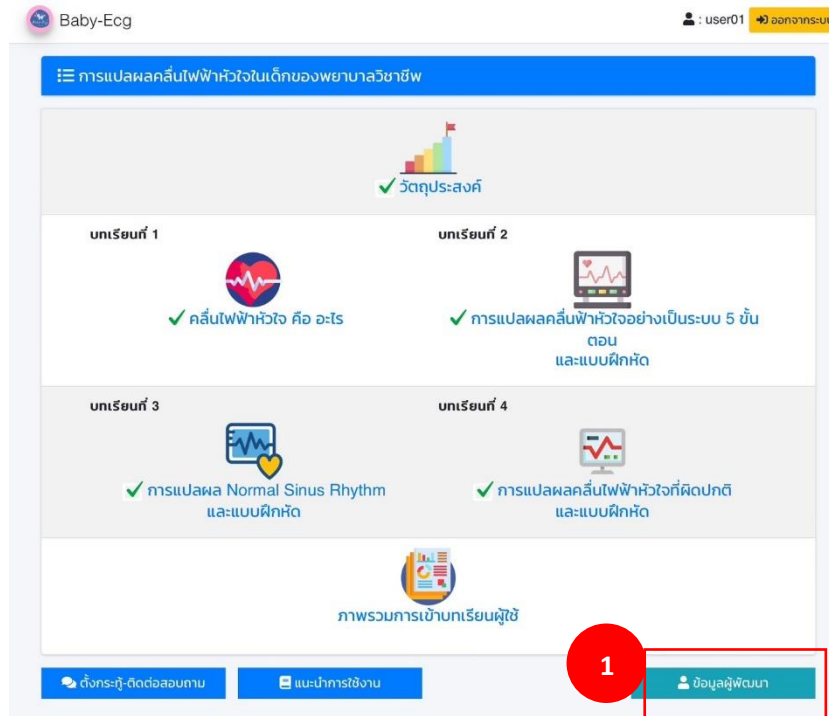 Baby-Ecg
: user01
ออกจากระบบ
การแปลผลคลื่นไฟฟ้าหัวใจในเด็กของพยาบาลวิชาชีพ
วัตถุประสงค์
บทเรียนที่ 1
บทเรียนที่ 2
คลื่นไฟฟ้าหัวใจ คือ อะไร
การแปลผลคลื่นฟ้าหัวใจอย่างเป็นระบบ 5 ขั้น
ตอน
และแบบฝึกหัด
บทเรียนที่ 3
บทเรียนที่ 4
การแปลผล Normal Sinus Rhythm
และแบบฝึกหัด
การแปลผลคลื่นไฟฟ้าหัวใจที่ผิดปกติ
และแบบฝึกหัด
ภาพรวมการเข้าบทเรียนผู้ใช้
1
ตั้งกระทู้-ติดต่อสอบถาม
แนะนำการใช้งาน
ข้อมูลผู้พัฒนา